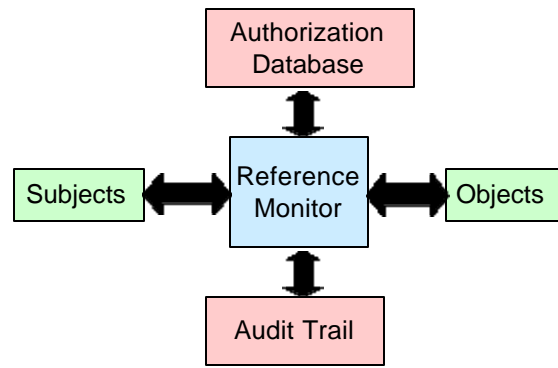 Authorization
Database
Subjects
Reference
Monitor
Objects
Audit Trail